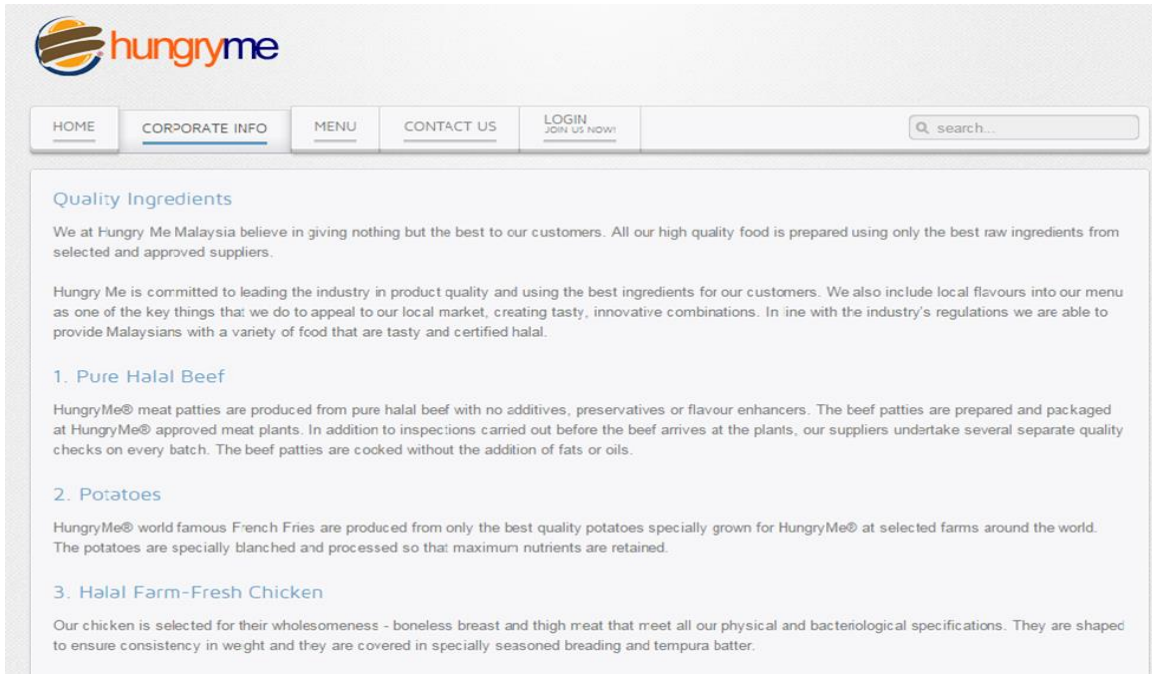 hungryme
HOME
CORPORATE INFO
MENU
CONTACT US
LOGIN
JOIN US NOW!
search...
Quality Ingredients
We at Hungry Me Malaysia believe in giving nothing but the best to our customers. All our high quality food is prepared using only the best raw ingredients from
selected and approved suppliers.
Hungry Me is committed to leading the industry in product quality and using the best ingredients for our customers. We also include local flavours into our menu
as one of the key things that we do to appeal to our local market, creating tasty, innovative combinations. In line with the industry's regulations we are able to
provide Malaysians with a variety of food that are tasty and certified halal.
1. Pure Halal Beef
HungryMe® meat patties are produced from pure halal beef with no additives, preservatives or flavour enhancers. The beef patties are prepared and packaged
at HungryMe® approved meat plants. In addition to inspections carried out before the beef arrives at the plants, our suppliers undertake several separate quality
checks on every batch. The beef patties are cooked without the addition of fats or oils.
2. Potatoes
HungryMe® world famous French Fries are produced from only the best quality potatoes specially grown for HungryMe® at selected farms around the world.
The potatoes are specially blanched and processed so that maximum nutrients are retained.
3. Halal Farm-Fresh Chicken
Our chicken is selected for their wholesomeness - boneless breast and thigh meat that meet all our physical and bacteriological specifications. They are shaped
to ensure consistency in weight and they are covered in specially seasoned breading and tempura batter.